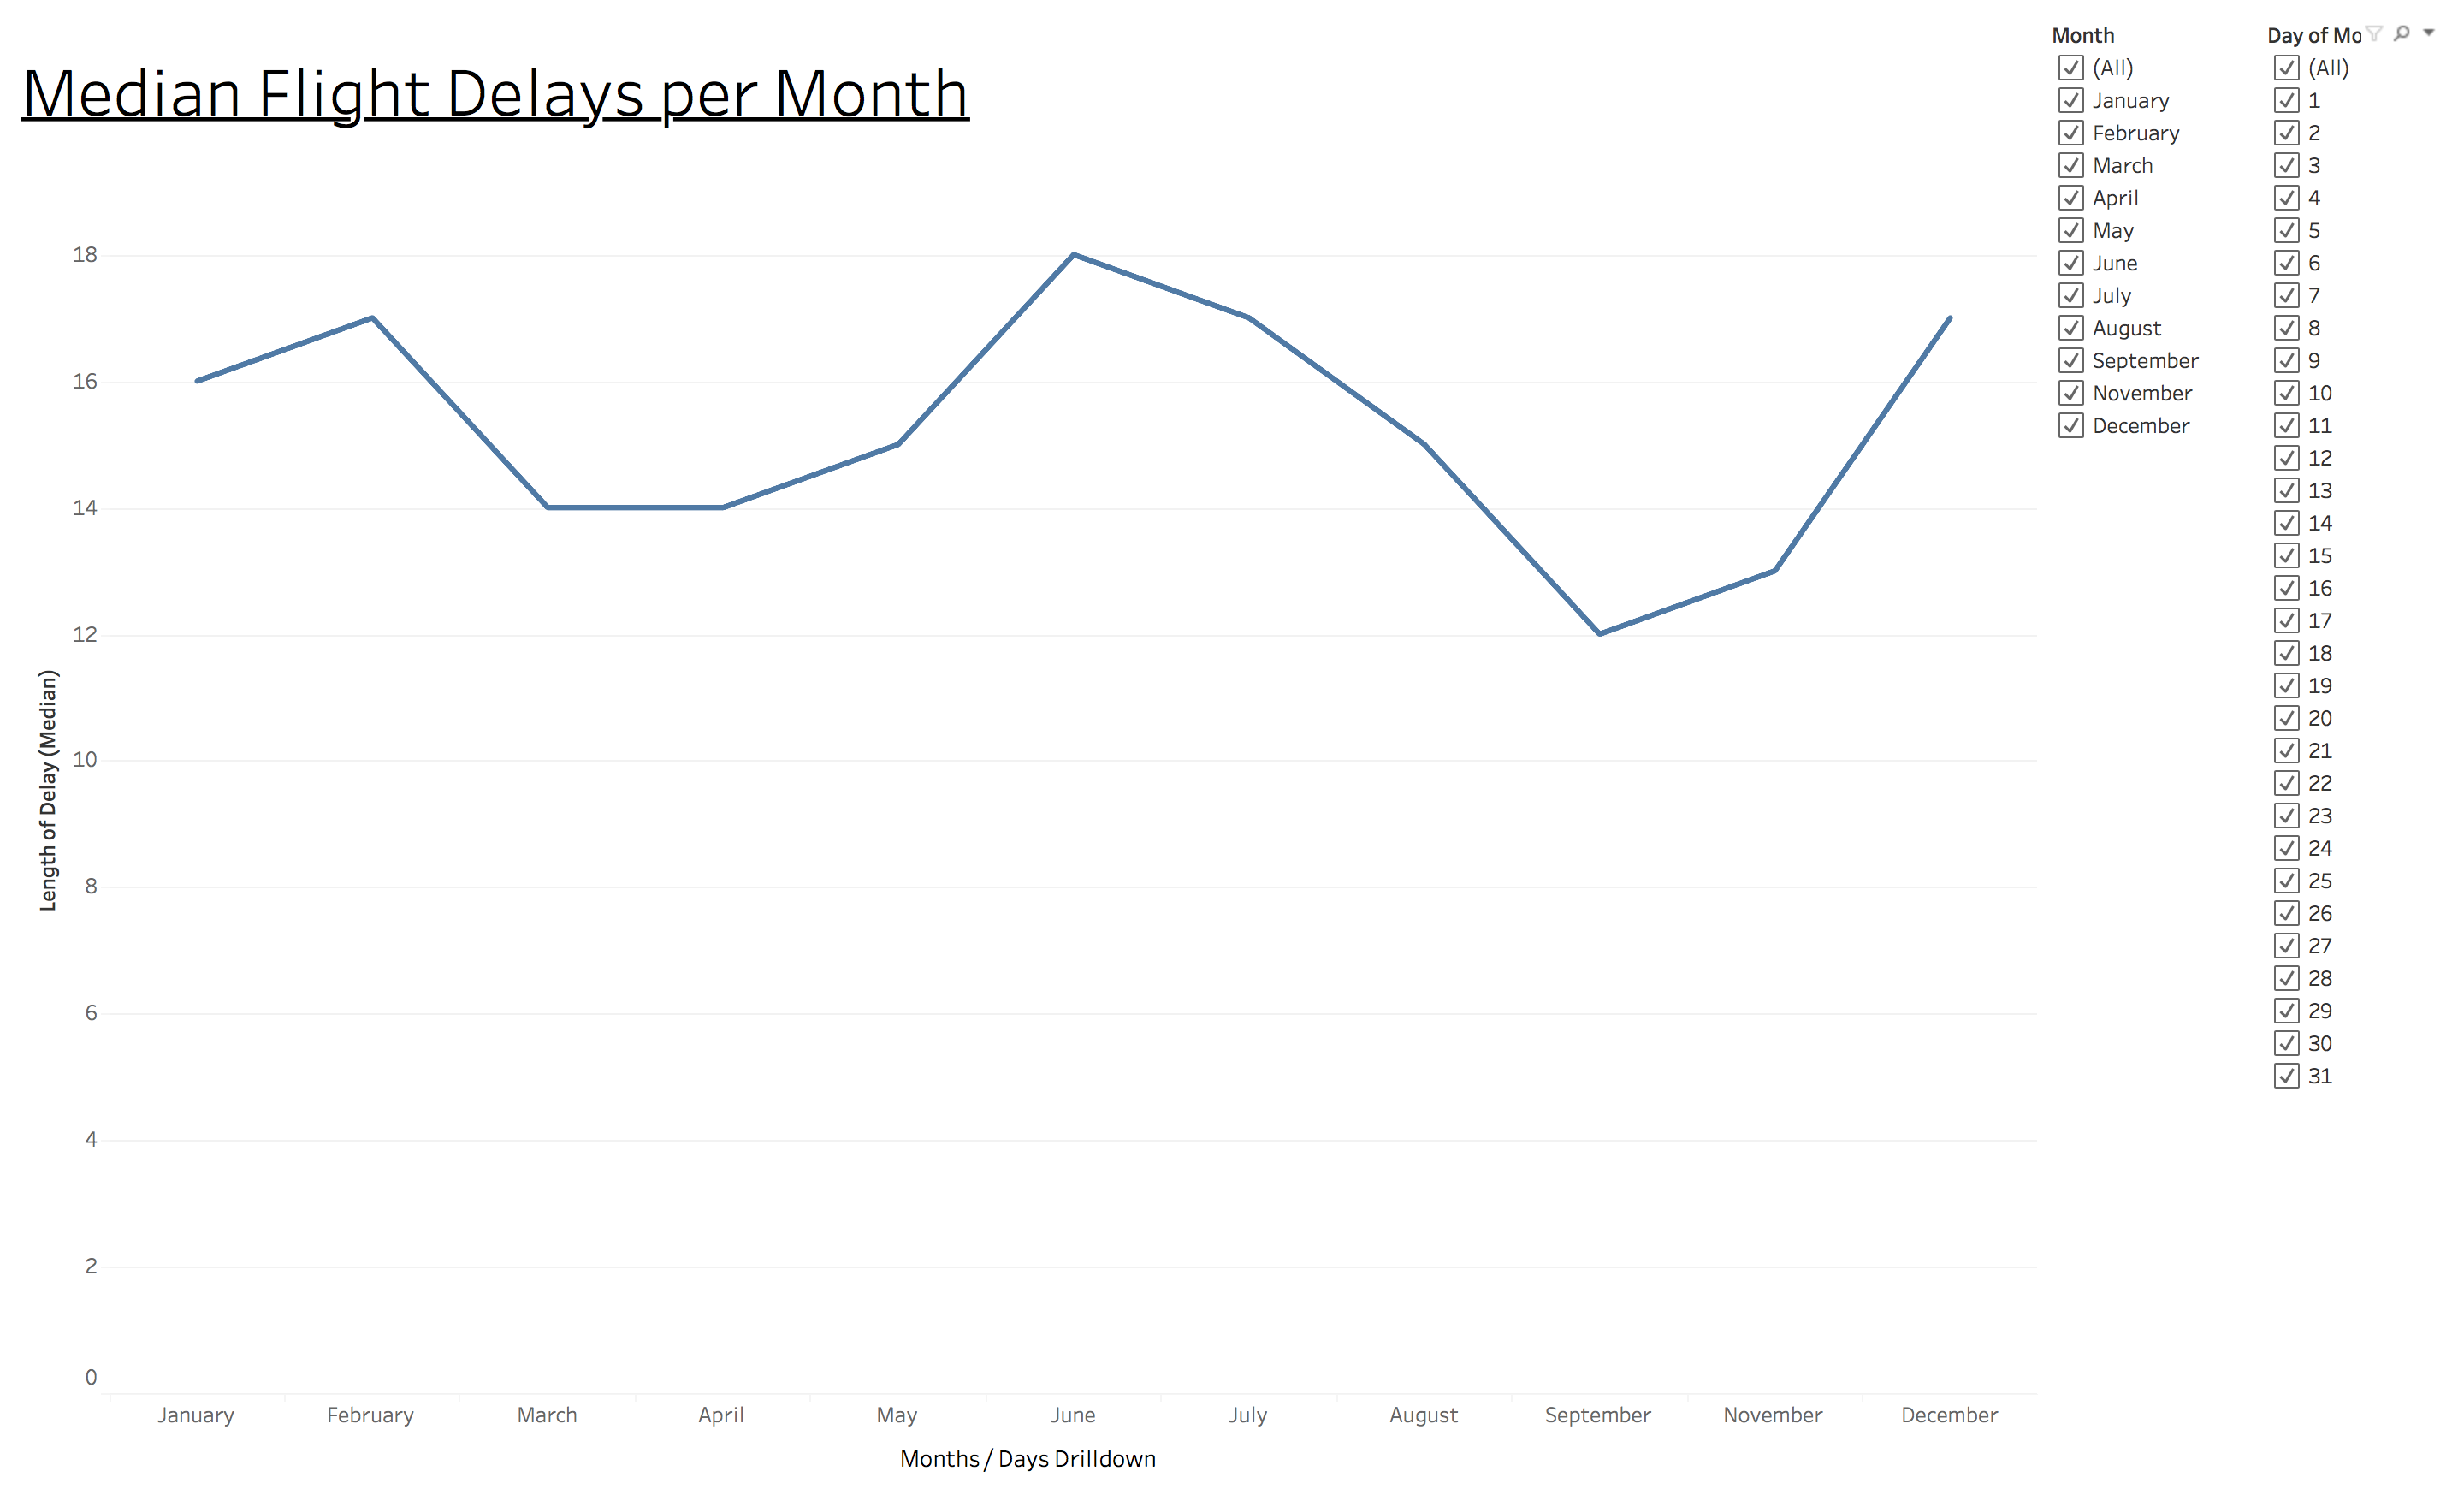 Median Flight Delays per Month
Length of Delay (Median)
18
16
14
12
10
8
6
4
2
0
January
February
March
April
May
June
July
August
September
November
December
Months / Days Drilldown
Month
(All)
January
February
March
April
May
June
July
August
September
November
December
Day of Mo
(All)
1
2
3
4
5
6
7
8
9
10
11
12
13
14
15
16
17
18
19
20
21
22
23
24
25
26
27
28
29
30
31